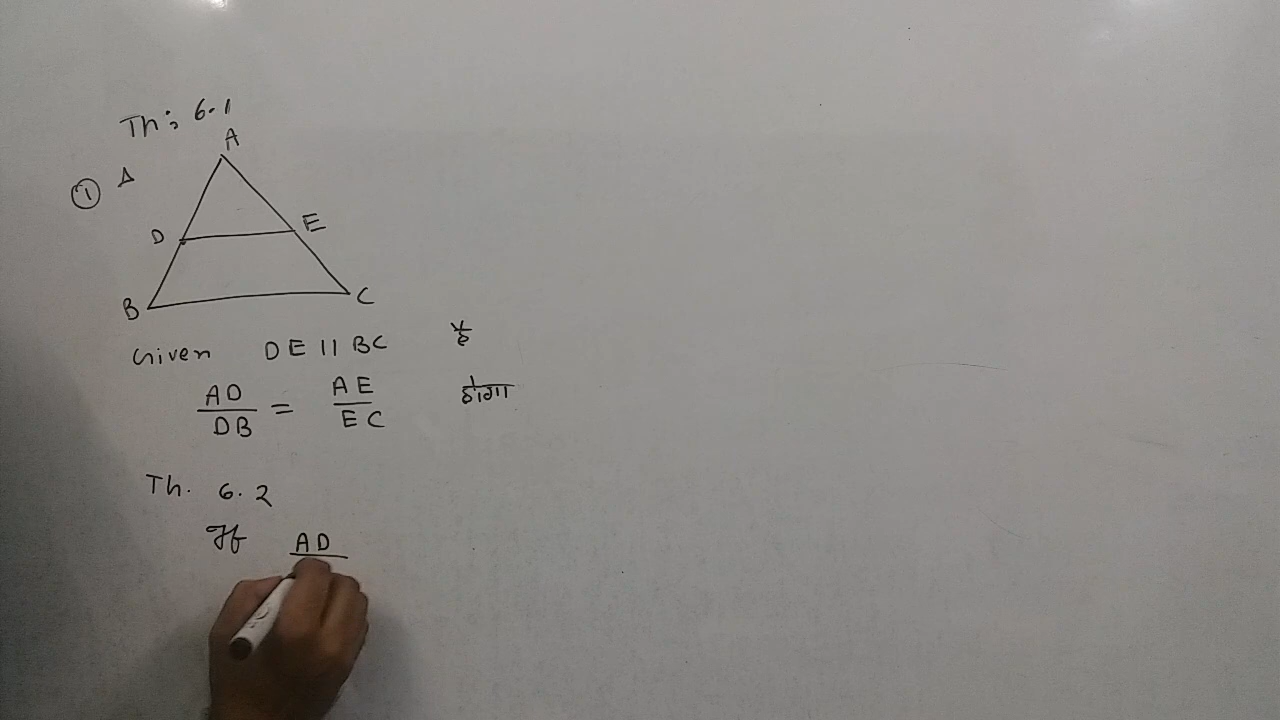 Th: 6.1
A
① Δ
D E
B C
Given DE || BC है
AD/DB = AE/EC होगा
Th. 6.2
If AD